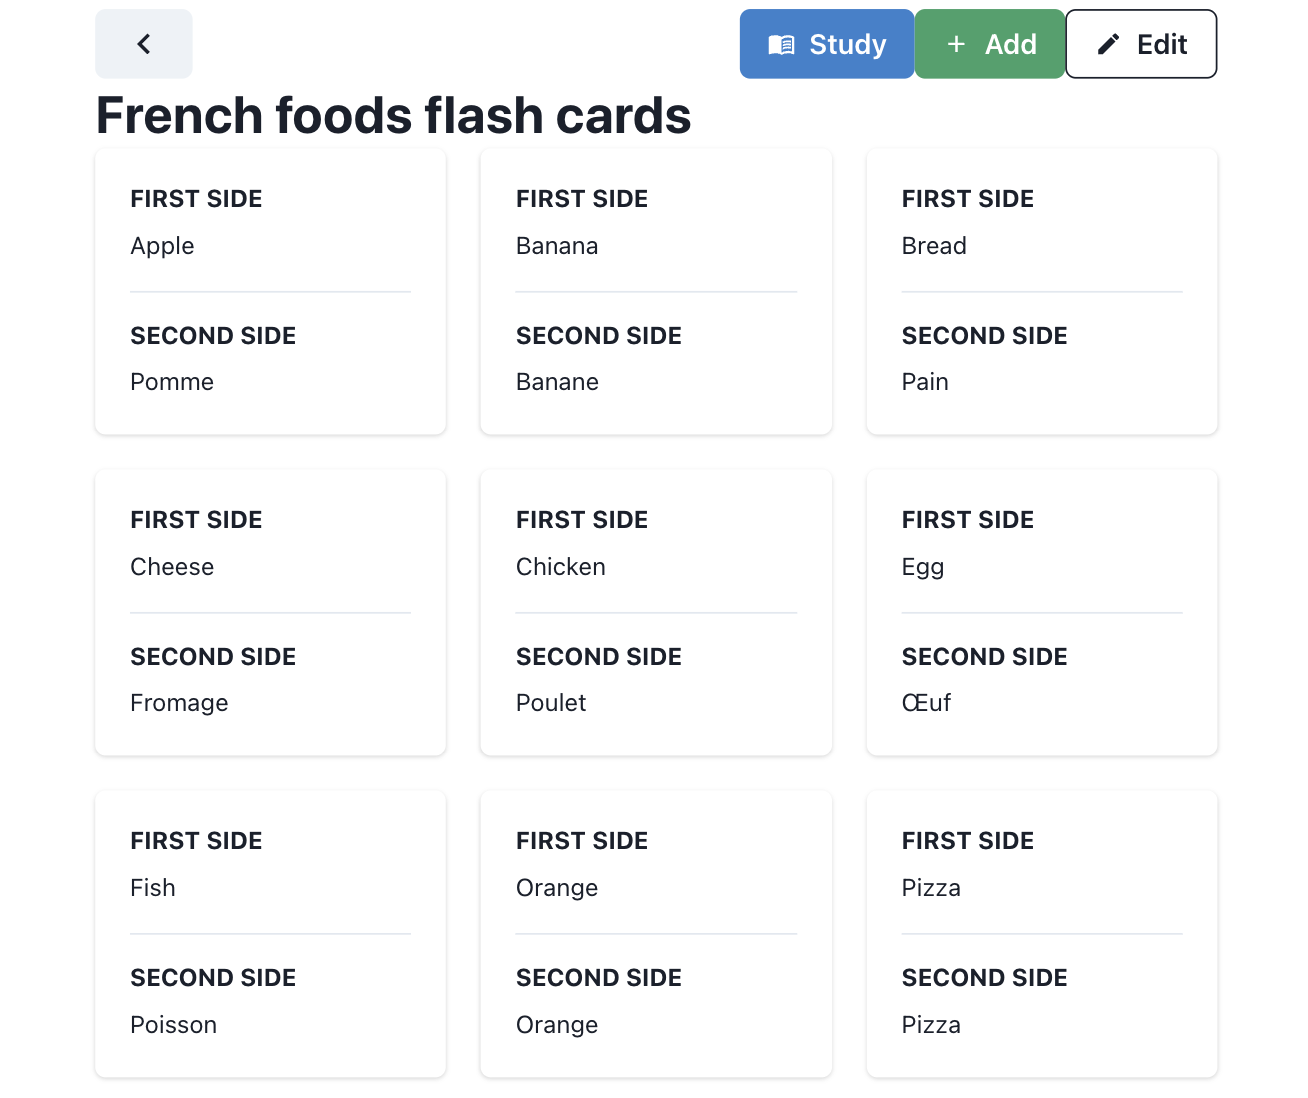 Study
Add
Edit
French foods flash cards
FIRST SIDE
Apple
SECOND SIDE
Pomme
FIRST SIDE
Banana
SECOND SIDE
Banane
FIRST SIDE
Bread
SECOND SIDE
Pain
FIRST SIDE
Cheese
SECOND SIDE
Fromage
FIRST SIDE
Chicken
SECOND SIDE
Poulet
FIRST SIDE
Egg
SECOND SIDE
Œuf
FIRST SIDE
Fish
SECOND SIDE
Poisson
FIRST SIDE
Orange
SECOND SIDE
Orange
FIRST SIDE
Pizza
SECOND SIDE
Pizza